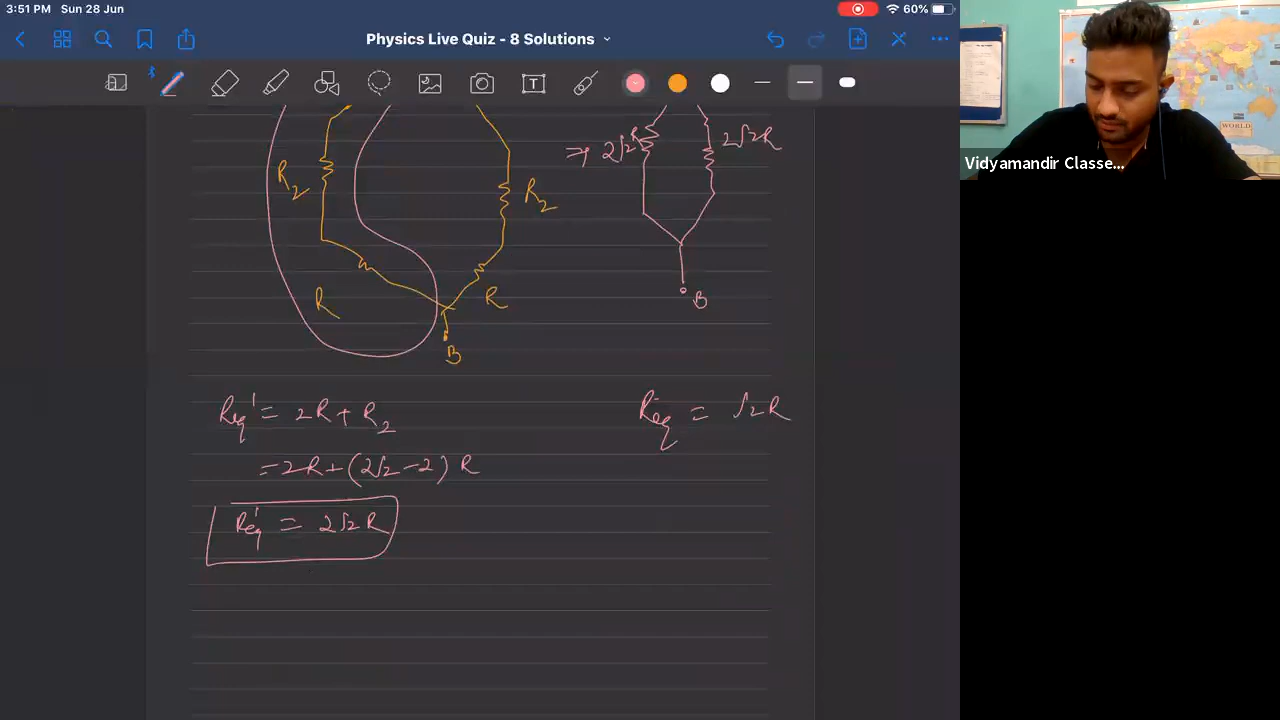 3:51 PM Sun 28 Jun
60%
Physics Live Quiz - 8 Solutions
T
R₂
R₂
R
R
B
⇒ 2√2R
2√2R
B
Req' = 2R + R₂
= 2R + (2√2 - 2) R
Req' = 2√2 R
Req = √2 R
WORLD
Vidyamandir Classe...